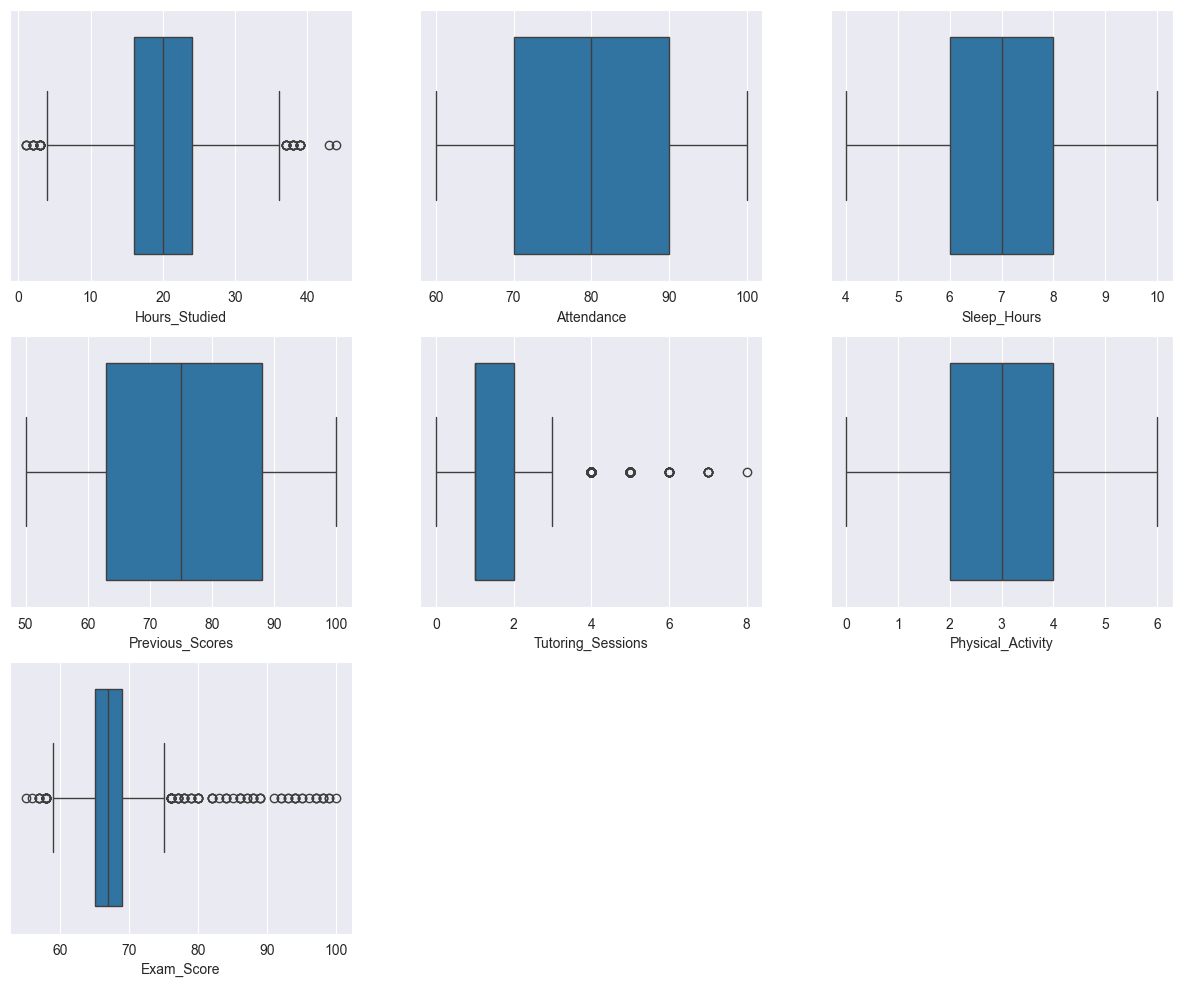 0 10 20 30 40
Hours_Studied
60 70 80 90 100
Attendance
4 5 6 7 8 9 10
Sleep_Hours
50 60 70 80 90 100
Previous_Scores
0 2 4 6 8
Tutoring_Sessions
0 1 2 3 4 5 6
Physical_Activity
60 70 80 90 100
Exam_Score